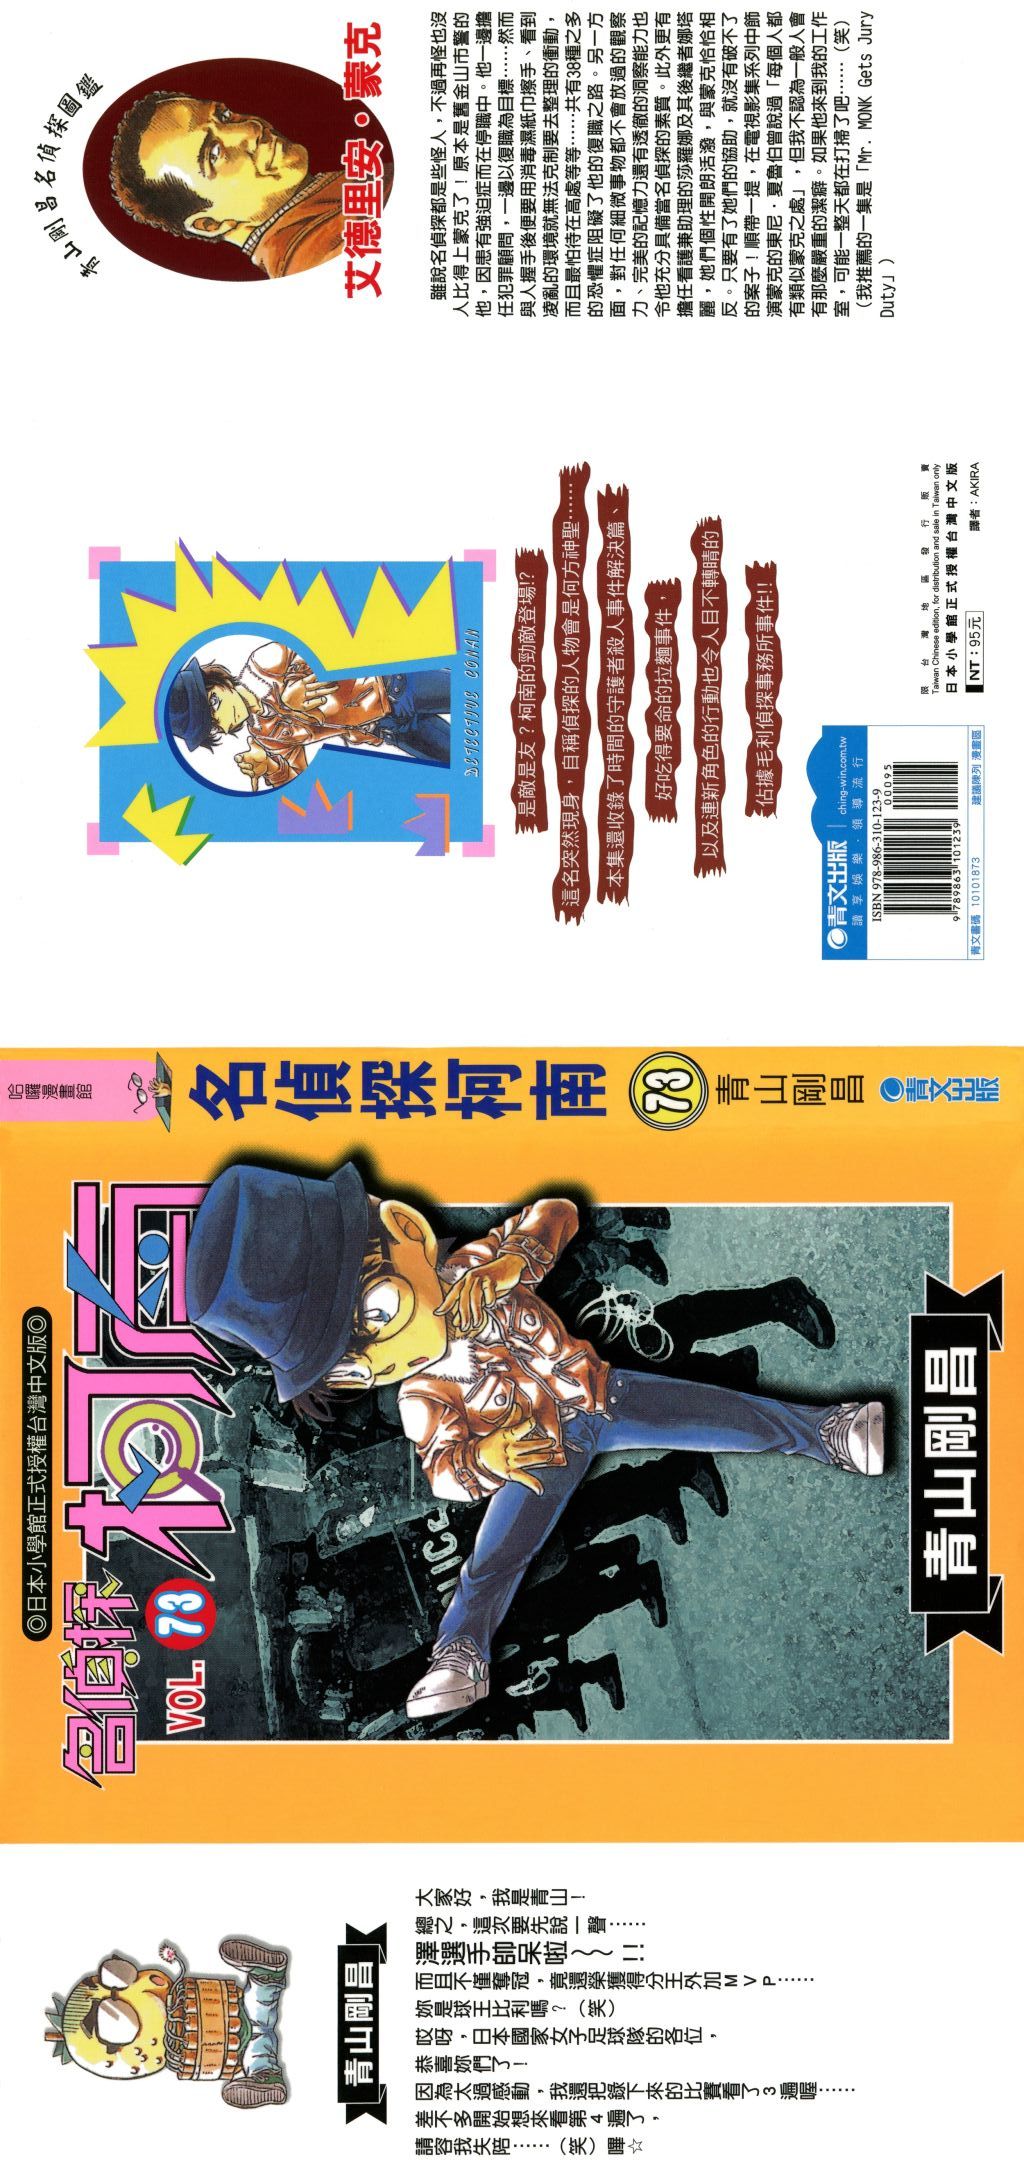 青山剛昌名偵探圖鑑
艾德里安・蒙克
雖說名偵探都是些怪人，不過再怪也沒
人比得上蒙克了！原本是舊金山市警的
他，因患有強迫症而在停職中。他一邊擔
任犯罪顧問，一邊以復職為目標……然而
與人握手後便要用消毒濕紙巾擦手、看到
凌亂的環境就無法克制要去整理的衝動，
而且最怕待在高處等等……共有38種之多
的恐懼症阻礙了他的復職之路。另一方
面，對任何細微事物都不會放過的觀察
力、完美的記憶力還有透徹的洞察能力也
令他充分具備當名偵探的素質。此外更有
擔任看護兼助理的莎羅娜及其後繼者娜塔
麗，她們個性開朗活潑，與蒙克恰恰相
反。只要有了她們的協助，就沒有破不了
的案子！順帶一提，在電視影集系列中飾
演蒙克的東尼．夏魯伯曾說過「每個人都
有類似蒙克之處」，但我不認為一般人會
有那麼嚴重的潔癖。如果他來到我的工作
室，可能一整天都在打掃了吧……（笑）
（我推薦的一集是「Mr. MONK Gets Jury
Duty」）
DETECTIVE CONAN
是敵是友？柯南的勁敵登場!?
這名突然現身，自稱偵探的人物會是何方神聖……
本集還收錄了時間的守護者殺人事件解決篇、
好吃得要命的拉麵事件，
以及連新角色的行動也令人目不轉睛的
佔據毛利偵探事務所事件!!
限台灣地區發行販賣
Taiwan Chinese edition, for distribution and sale in Taiwan only
日本小學館正式授權台灣中文版
NT：95元
譯者：AKIRA
青文出版 ching-win.com.tw
讀享娛樂．領導流行
ISBN 978-986-310-123-9
00095
9 789863 101239
青文書碼 10101873 建議陳列 漫畫區
哈囉漫畫館
名偵探柯南
73
青山剛昌
青文出版
◎日本小學館正式授權台灣中文版◎
名偵探
柯南
VOL. 73
青山剛昌
青山剛昌
大家好，我是青山！
總之，這次要先說一聲……
澤選手帥呆啦～～!!
而且不僅奪冠，竟還榮獲得分王外加MVP……
妳是球王比利嗎？（笑）
哎呀，日本國家女子足球隊的各位，
恭喜妳們了！
因為太過感動，我還把錄下來的比賽看了3遍喔……
差不多開始想來看第4遍了，
請容我失陪……（笑）嗶☆